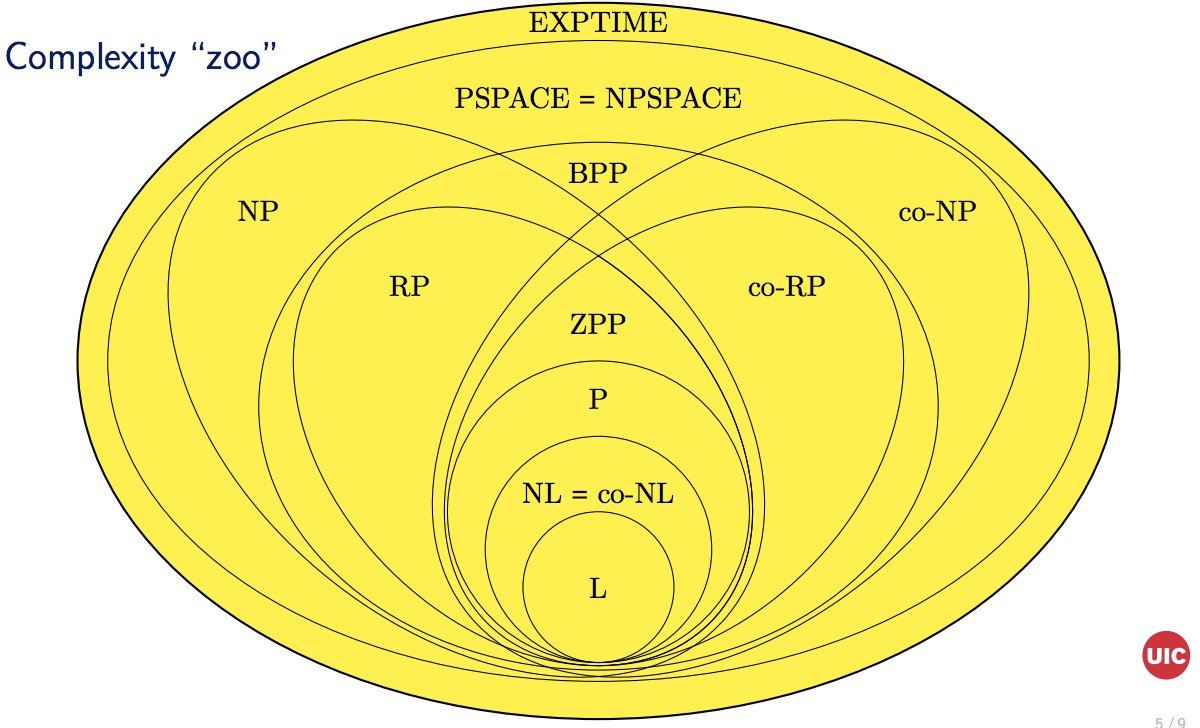 EXPTIME
Complexity “zoo”
PSPACE = NPSPACE
BPP
NP
co-NP
RP
co-RP
ZPP
P
NL = co-NL
L
UIC
5 / 9